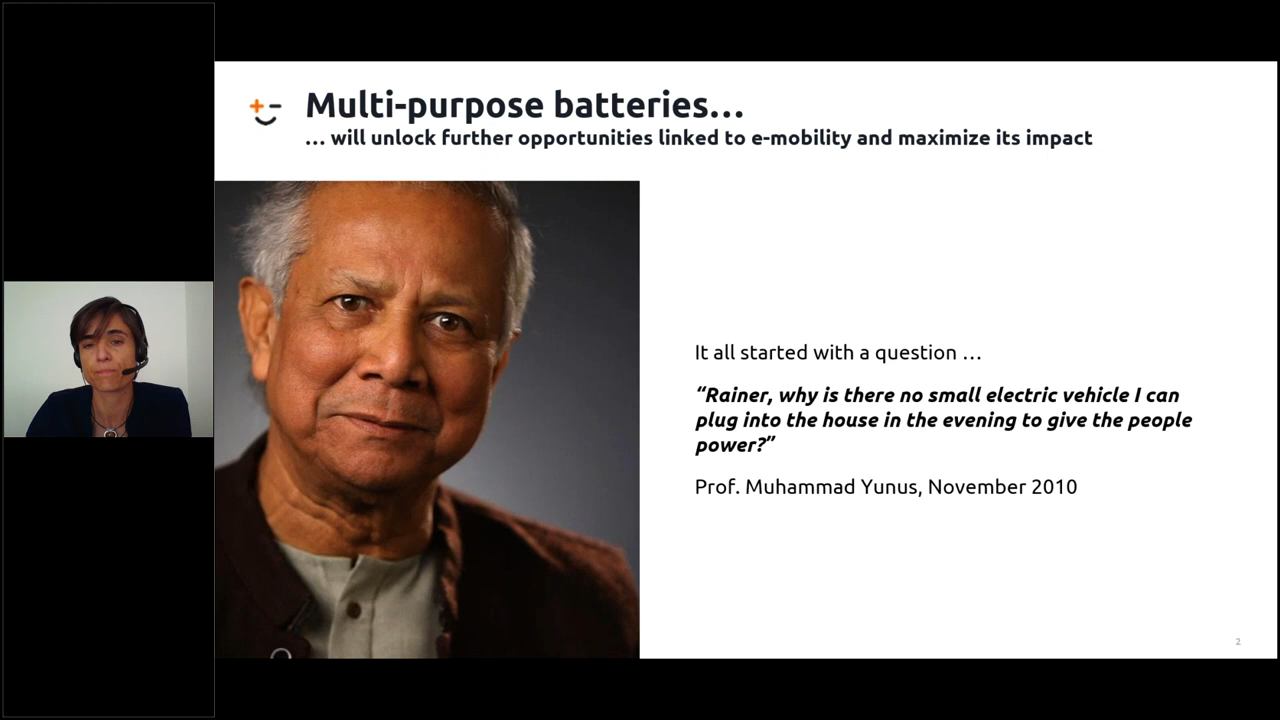 Multi-purpose batteries...
... will unlock further opportunities linked to e-mobility and maximize its impact
It all started with a question ...
“Rainer, why is there no small electric vehicle I can
plug into the house in the evening to give the people
power?”
Prof. Muhammad Yunus, November 2010
2